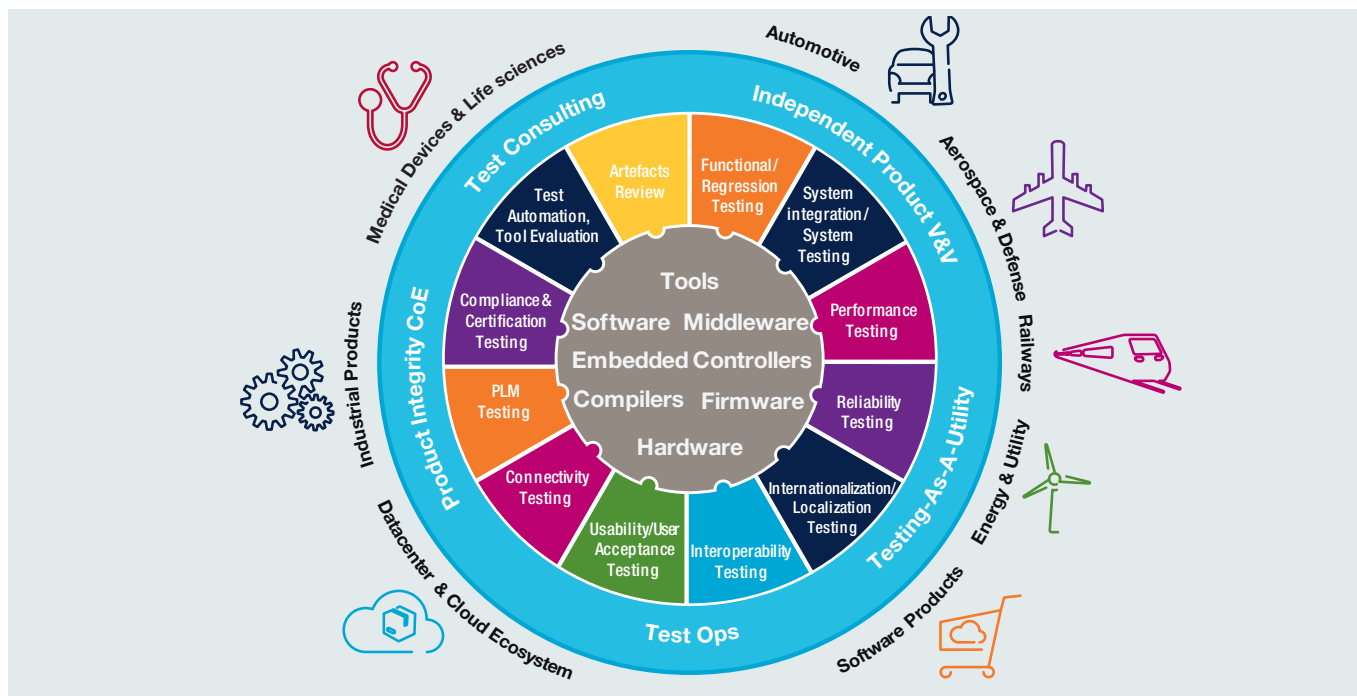 Automotive
Aerospace & Defense
Railways
Energy & Utility
Software Products
Datacenter & Cloud Ecosystem
Industrial Products
Medical Devices & Life sciences
Test Consulting
Independent Product V&V
Testing-As-A-Utility
Test Ops
Product Integrity CoE
Artefacts
Review
Functional/
Regression
Testing
System
integration/
System
Testing
Performance
Testing
Reliability
Testing
Internationalization/
Localization
Testing
Interoperability
Testing
Usability/User
Acceptance
Testing
Connectivity
Testing
PLM
Testing
Compliance &
Certification
Testing
Test
Automation,
Tool Evaluation
Tools
Software Middleware
Embedded Controllers
Compilers Firmware
Hardware